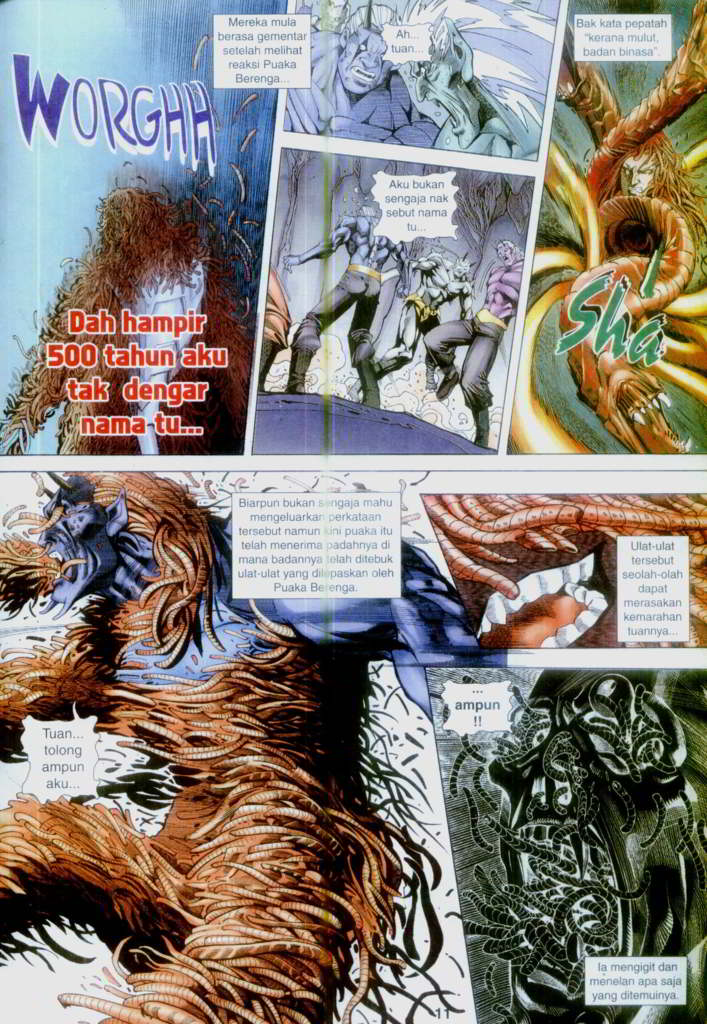 Mereka mula
berasa gementar
setelah melihat
reaksi Puaka
Berenga...
WORGHH
Dah hampir
500 tahun aku
tak dengar
nama tu...
Ah...
tuan...
Aku bukan
sengaja nak
sebut nama
tu...
Bak kata pepatah
"kerana mulut,
badan binasa".
Sha
Biarpun bukan sengaja mahu
mengeluarkan perkataan
tersebut namun kini puaka itu
telah menerima padahnya di
mana badannya telah ditebuk
ulat-ulat yang dilepaskan oleh
Puaka Berenga.
Ulat-ulat
tersebut
seolah-olah
dapat
merasakan
kemarahan
tuannya...
Tuan...
tolong
ampun
aku...
...
ampun
!!
Ia mengigit dan
menelan apa saja
yang ditemuinya.
11